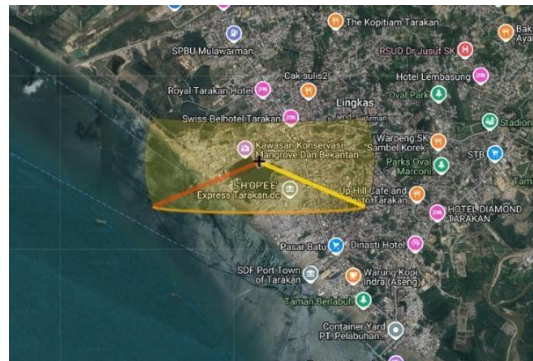 The Kopitiam Tarakan
SPBU Mulawarman
RSUD Dr Jusuf SK
Royal Tarakan Hotel
Cak sulis2
Hotel Lembasung
Oval Park
Lingkas
Swiss-Belhotel Tarakan
Stadion
Kawasan Konservasi
Mangrove Dan Bekantan
Waroeng SK
Sambel Korek
STB
Parks Oval
Marconi
SHOPEE
Express Tarakan dc
Up Hill Cafe and
Tarakan
HOTEL DIAMOND
TARAKAN
Pasar Batu
Dinasti Hotel
SDF Port Town
of Tarakan
Warung Kopi
Indra (Aseng)
Taman Berlabuh
Container Yard
PT. Pelabuhan